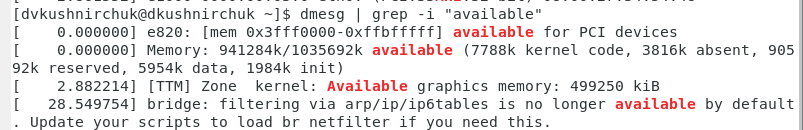 [dvkushnirchuk@dkushnirchuk ~]$ dmesg | grep -i "available"
[    0.000000] e820: [mem 0x3fff0000-0xffbfffff] available for PCI devices
[    0.000000] Memory: 941284k/1035692k available (7788k kernel code, 3816k absent, 905
92k reserved, 5954k data, 1984k init)
[    2.882214] [TTM] Zone  kernel: Available graphics memory: 499250 kiB
[   28.549754] bridge: filtering via arp/ip/ip6tables is no longer available by default
. Update your scripts to load br_netfilter if you need this.